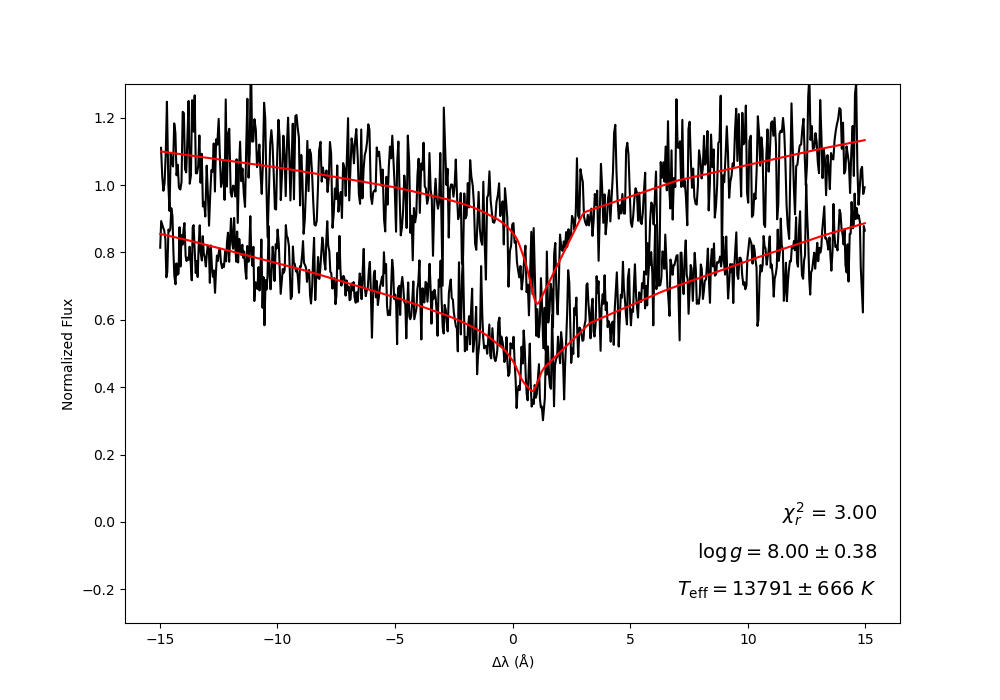 1.2
1.0
0.8
0.6
0.4
0.2
0.0
−0.2
Normalized Flux
χ²ᵣ = 3.00
log g = 8.00 ± 0.38
T_eff = 13791 ± 666 K
−15 −10 −5 0 5 10 15
Δλ (Å)